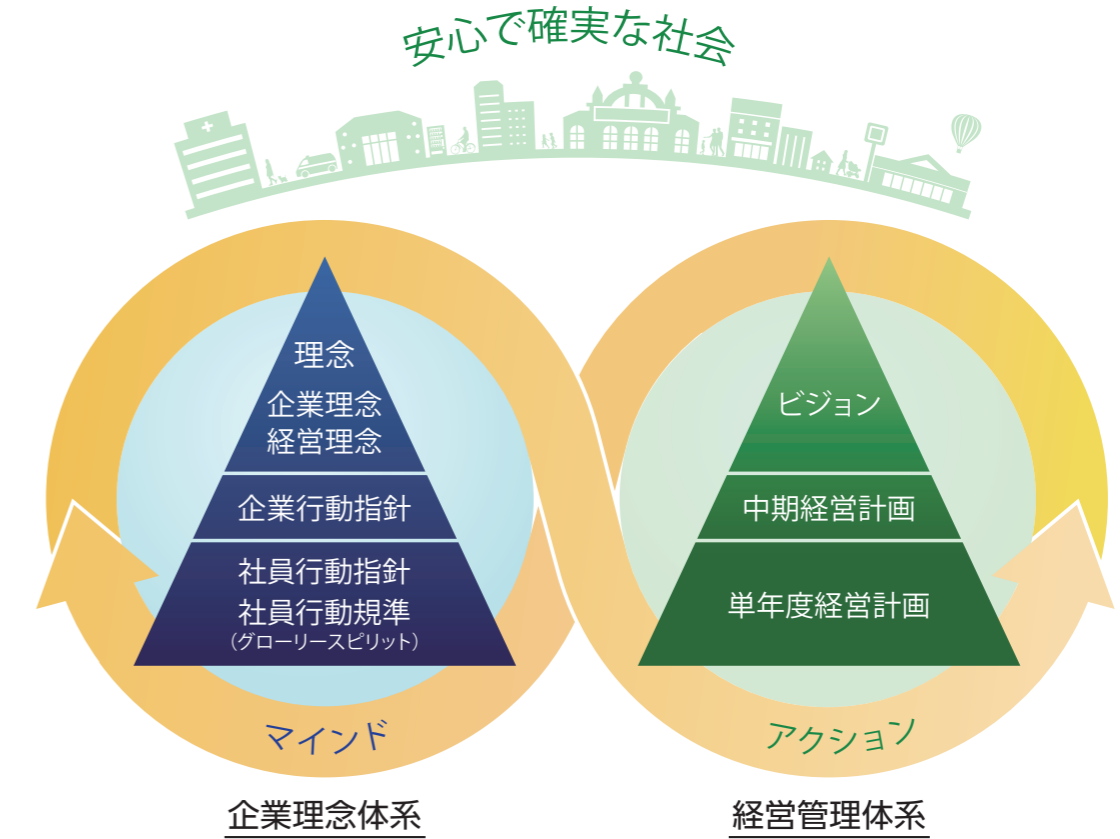 安心で確実な社会
理念
企業理念
経営理念
企業行動指針
社員行動指針
社員行動規準
(グローリースピリット)
マインド
企業理念体系
ビジョン
中期経営計画
単年度経営計画
アクション
経営管理体系